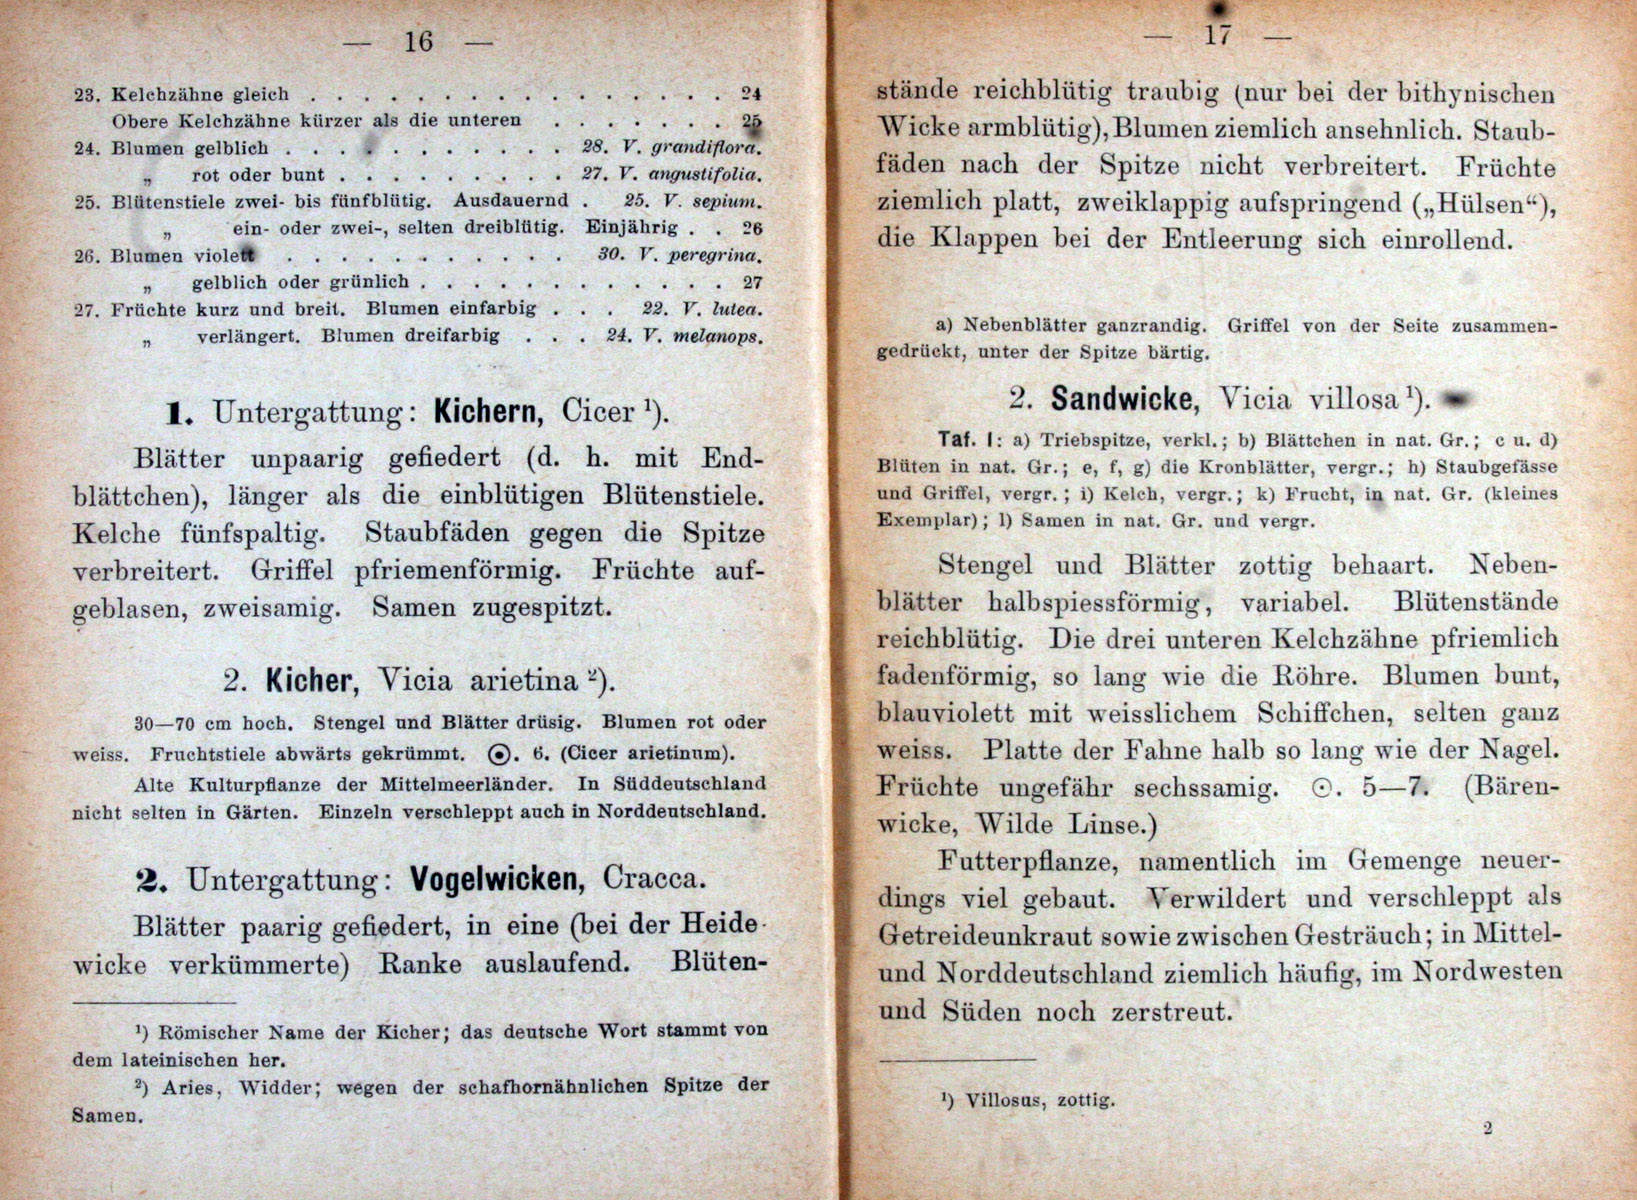 — 16 —
23. Kelchzähne gleich . . . . . . . . . . . . . . . . 24
Obere Kelchzähne kürzer als die unteren . . . . . . . 25
24. Blumen gelblich . . . . . . . . . . . 28. V. grandiflora.
„ rot oder bunt . . . . . . . . . 27. V. angustifolia.
25. Blütenstiele zwei- bis fünfblütig. Ausdauernd . 25. V. sepium.
„ ein- oder zwei-, selten dreiblütig. Einjährig . . 26
26. Blumen violett . . . . . . . . . . . 30. V. peregrina.
„ gelblich oder grünlich . . . . . . . . . . . . 27
27. Früchte kurz und breit. Blumen einfarbig . . . 22. V. lutea.
„ verlängert. Blumen dreifarbig . . . 24. V. melanops.
1. Untergattung: Kichern, Cicer ¹).
Blätter unpaarig gefiedert (d. h. mit End-
blättchen), länger als die einblütigen Blütenstiele.
Kelche fünfspaltig. Staubfäden gegen die Spitze
verbreitert. Griffel pfriemenförmig. Früchte auf-
geblasen, zweisamig. Samen zugespitzt.
2. Kicher, Vicia arietina ²).
30—70 cm hoch. Stengel und Blätter drüsig. Blumen rot oder
weiss. Fruchtstiele abwärts gekrümmt. ☉. 6. (Cicer arietinum).
Alte Kulturpflanze der Mittelmeerländer. In Süddeutschland
nicht selten in Gärten. Einzeln verschleppt auch in Norddeutschland.
2. Untergattung: Vogelwicken, Cracca.
Blätter paarig gefiedert, in eine (bei der Heide-
wicke verkümmerte) Ranke auslaufend. Blüten-
¹) Römischer Name der Kicher; das deutsche Wort stammt von
dem lateinischen her.
²) Aries, Widder; wegen der schafhornähnlichen Spitze der
Samen.
— 17 —
stände reichblütig traubig (nur bei der bithynischen
Wicke armblütig), Blumen ziemlich ansehnlich. Staub-
fäden nach der Spitze nicht verbreitert. Früchte
ziemlich platt, zweiklappig aufspringend („Hülsen“),
die Klappen bei der Entleerung sich einrollend.
a) Nebenblätter ganzrandig. Griffel von der Seite zusammen-
gedrückt, unter der Spitze bärtig.
2. Sandwicke, Vicia villosa ¹).
Taf. 1: a) Triebspitze, verkl.; b) Blättchen in nat. Gr.; c u. d)
Blüten in nat. Gr.; e, f, g) die Kronblätter, vergr.; h) Staubgefässe
und Griffel, vergr.; i) Kelch, vergr.; k) Frucht, in nat. Gr. (kleines
Exemplar); l) Samen in nat. Gr. und vergr.
Stengel und Blätter zottig behaart. Neben-
blätter halbspiessförmig, variabel. Blütenstände
reichblütig. Die drei unteren Kelchzähne pfriemlich
fadenförmig, so lang wie die Röhre. Blumen bunt,
blauviolett mit weisslichem Schiffchen, selten ganz
weiss. Platte der Fahne halb so lang wie der Nagel.
Früchte ungefähr sechssamig. ☉. 5—7. (Bären-
wicke, Wilde Linse.)
Futterpflanze, namentlich im Gemenge neuer-
dings viel gebaut. Verwildert und verschleppt als
Getreideunkraut sowie zwischen Gesträuch; in Mittel-
und Norddeutschland ziemlich häufig, im Nordwesten
und Süden noch zerstreut.
¹) Villosus, zottig.
2